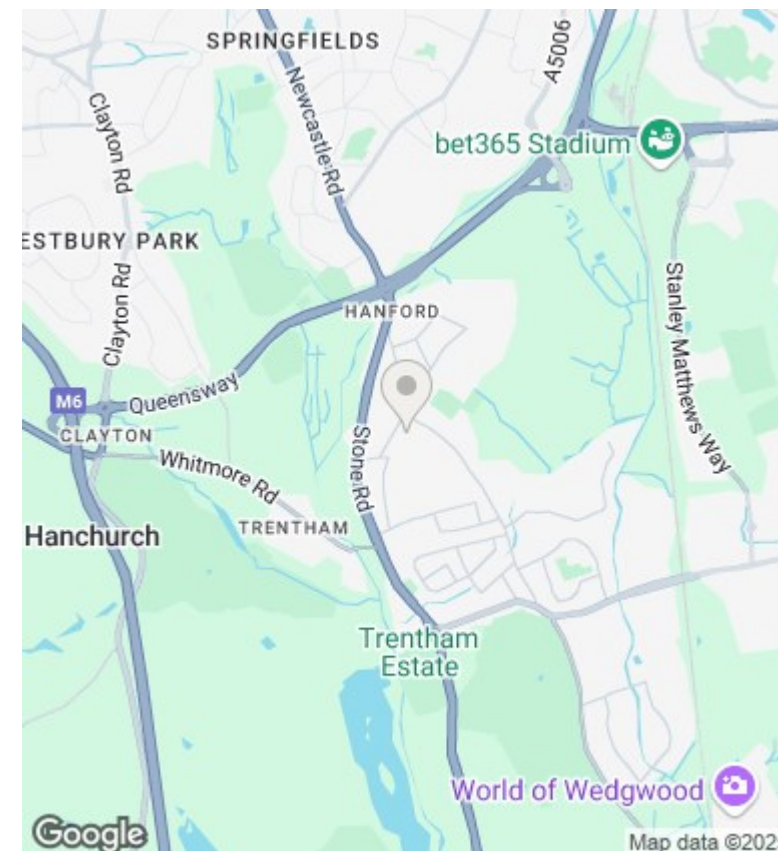 SPRINGFIELDS
A5006
Newcastle Rd
Clayton Rd
bet365 Stadium
ESTBURY PARK
Clayton Rd
HANFORD
Stanley Matthews Way
M6
Queensway
CLAYTON
Stone Rd
Whitmore Rd
Hanchurch
TRENTHAM
Trentham
Estate
World of Wedgwood
Google
Map data ©202